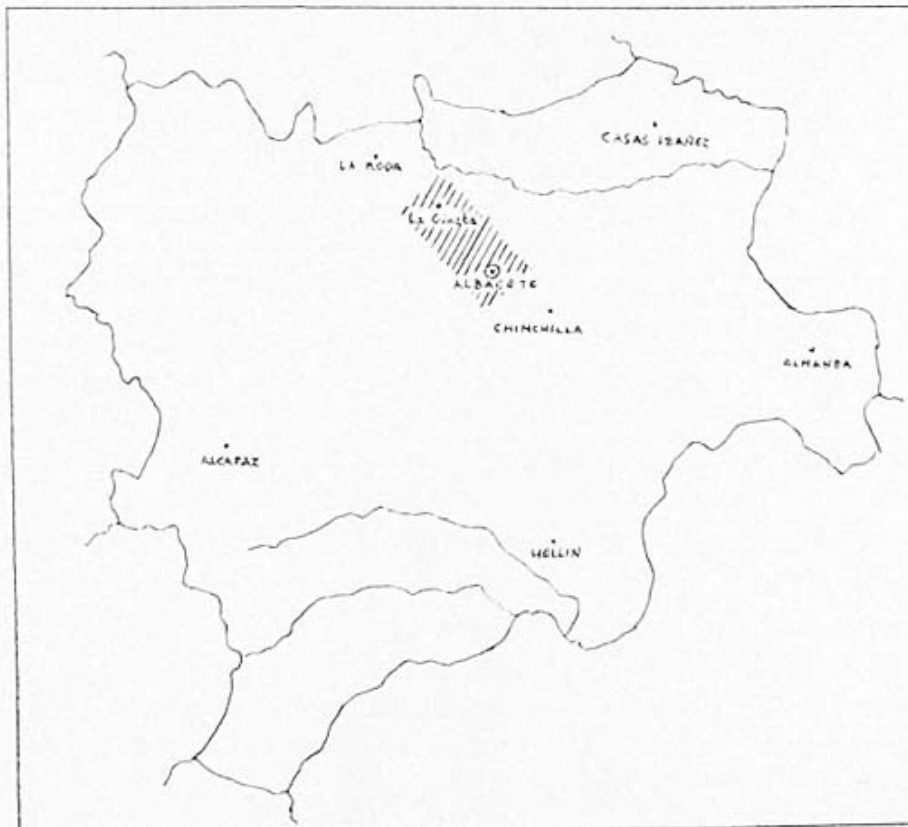 CASAS IBAÑEZ
LA RODA
La Gineta
ALBACETE
CHINCHILLA
ALMANSA
ALCARAZ
HELLIN